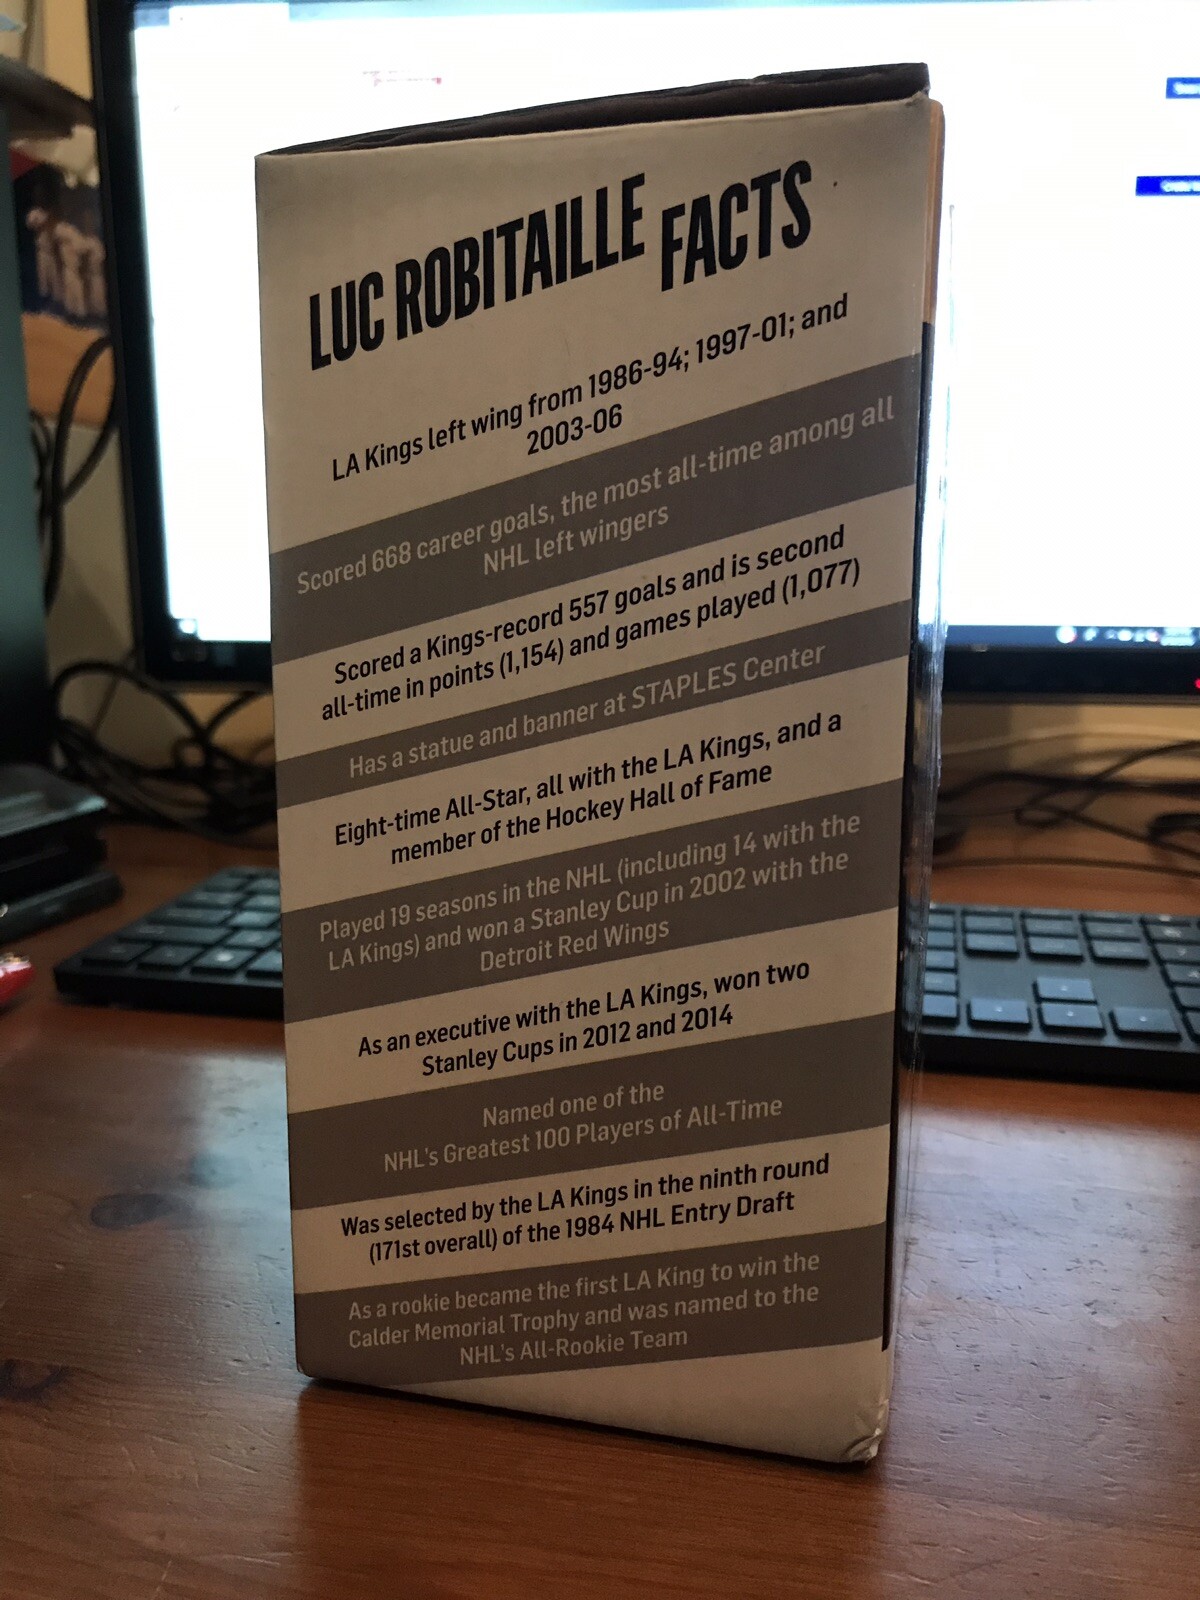 LUC ROBITAILLE FACTS
LA Kings left wing from 1986-94; 1997-01; and
2003-06
Scored 668 career goals, the most all-time among all
NHL left wingers
Scored a Kings-record 557 goals and is second
all-time in points (1,154) and games played (1,077)
Has a statue and banner at STAPLES Center
Eight-time All-Star, all with the LA Kings, and a
member of the Hockey Hall of Fame
Played 19 seasons in the NHL (including 14 with the
LA Kings) and won a Stanley Cup in 2002 with the
Detroit Red Wings
As an executive with the LA Kings, won two
Stanley Cups in 2012 and 2014
Named one of the
NHL's Greatest 100 Players of All-Time
Was selected by the LA Kings in the ninth round
(171st overall) of the 1984 NHL Entry Draft
As a rookie became the first LA King to win the
Calder Memorial Trophy and was named to the
NHL's All-Rookie Team